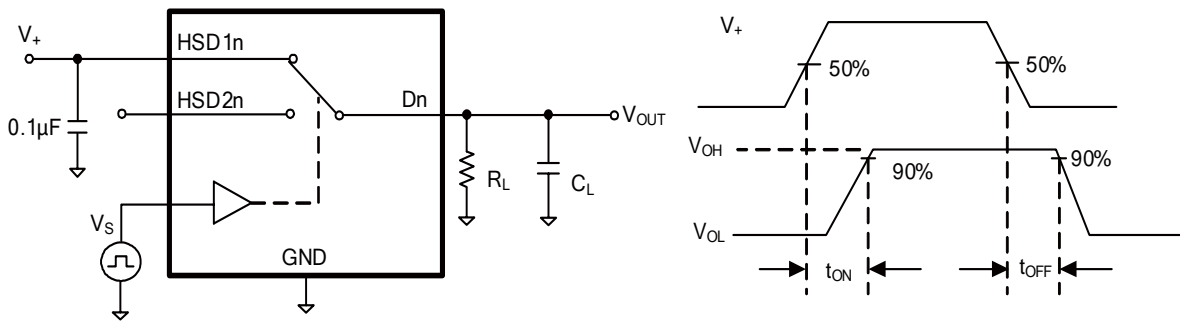 V+
HSD1n
HSD2n
Dn
0.1µF
VOUT
RL
CL
VS
GND
V+
50%
50%
VOH
90%
90%
VOL
tON
tOFF